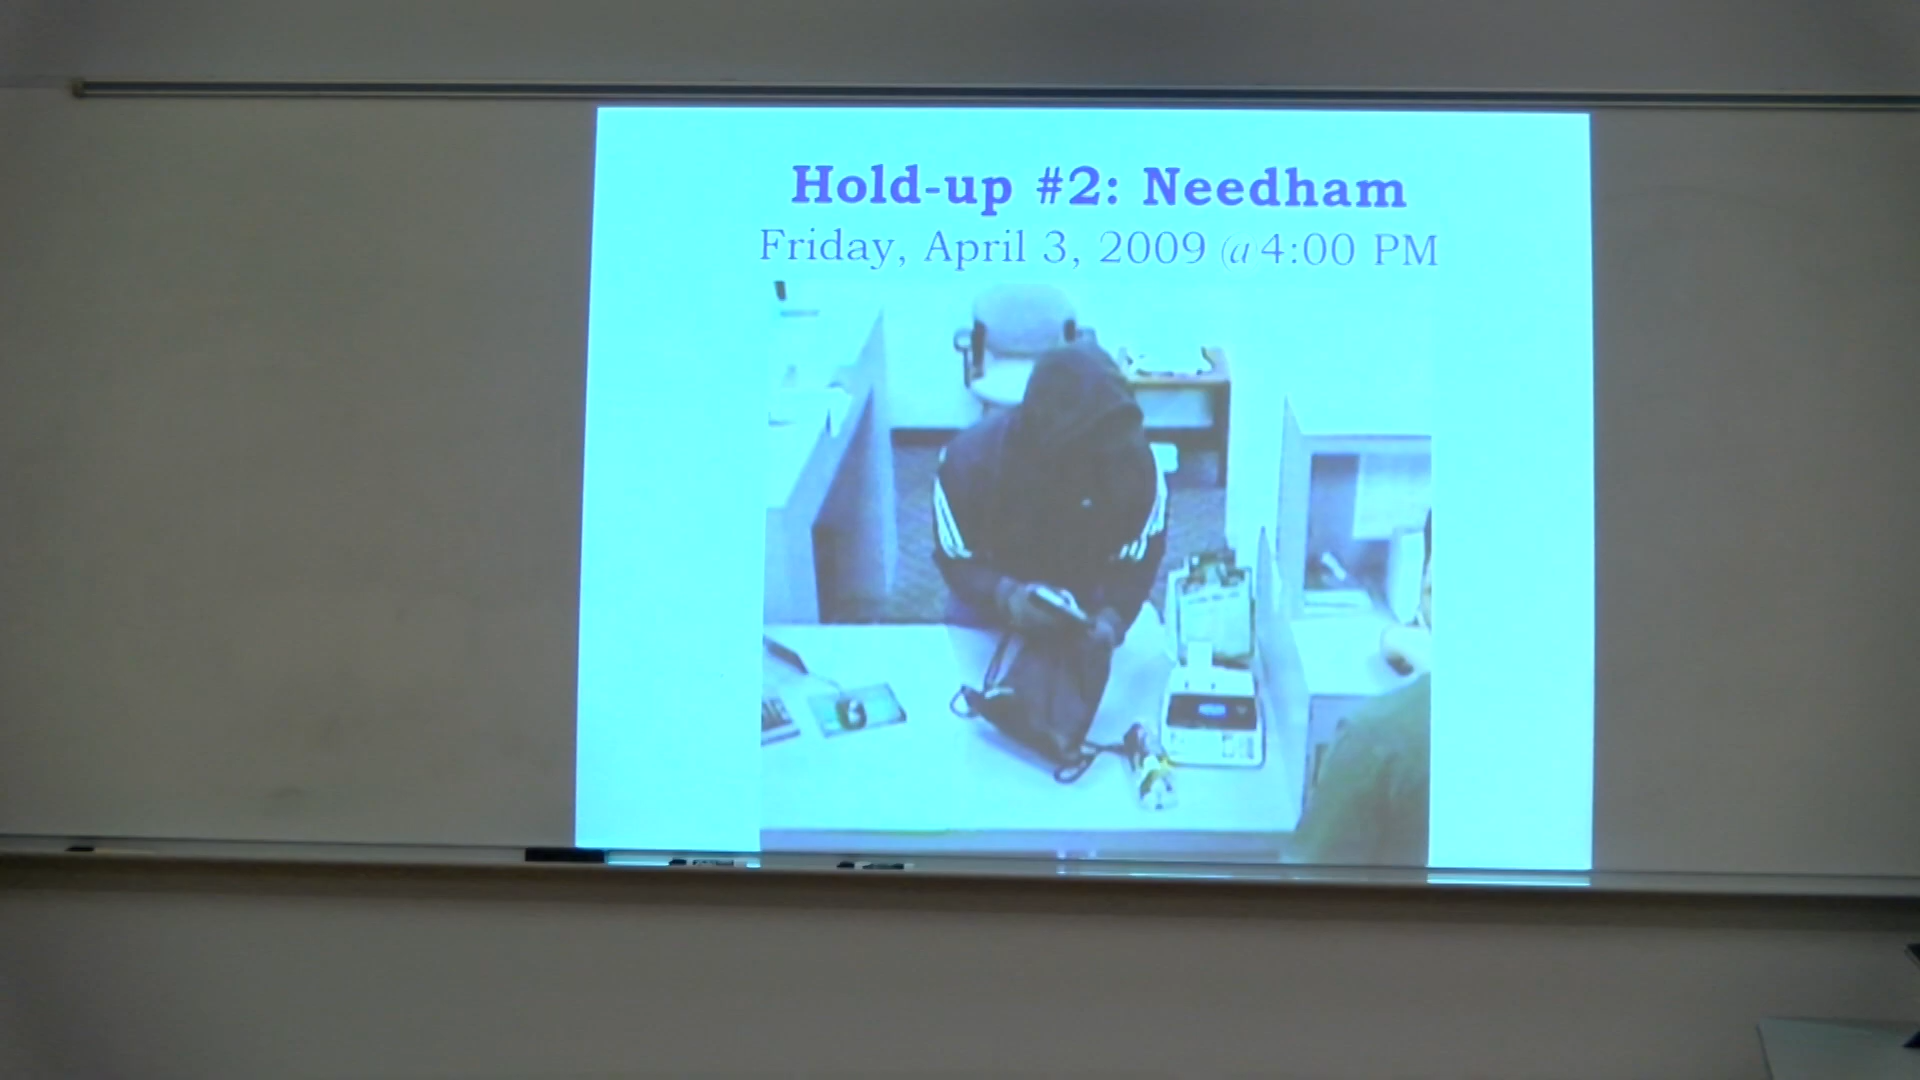 Hold-up #2: Needham
Friday, April 3, 2009 @ 4:00 PM